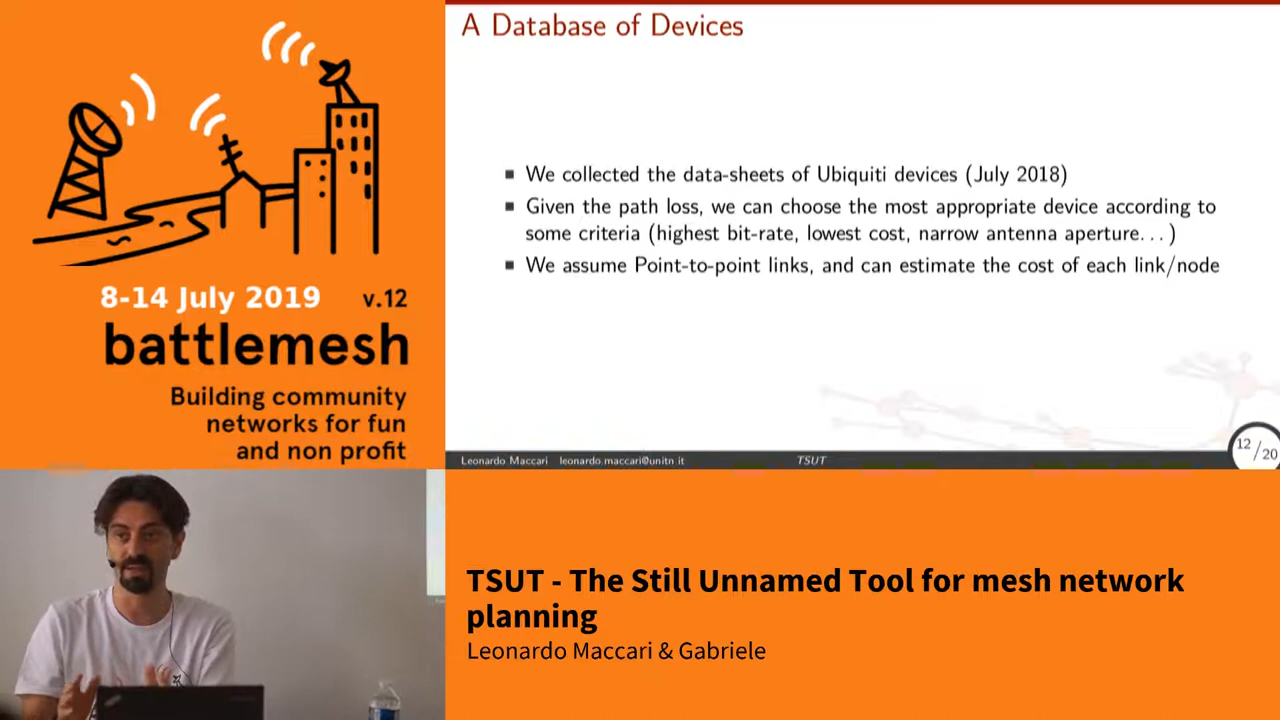 8-14 July 2019 v.12
battlemesh
Building community
networks for fun
and non profit
A Database of Devices
We collected the data-sheets of Ubiquiti devices (July 2018)
Given the path loss, we can choose the most appropriate device according to
some criteria (highest bit-rate, lowest cost, narrow antenna aperture...)
We assume Point-to-point links, and can estimate the cost of each link/node
Leonardo Maccari leonardo.maccari@unitn.it TSUT 12/20
TSUT - The Still Unnamed Tool for mesh network
planning
Leonardo Maccari & Gabriele